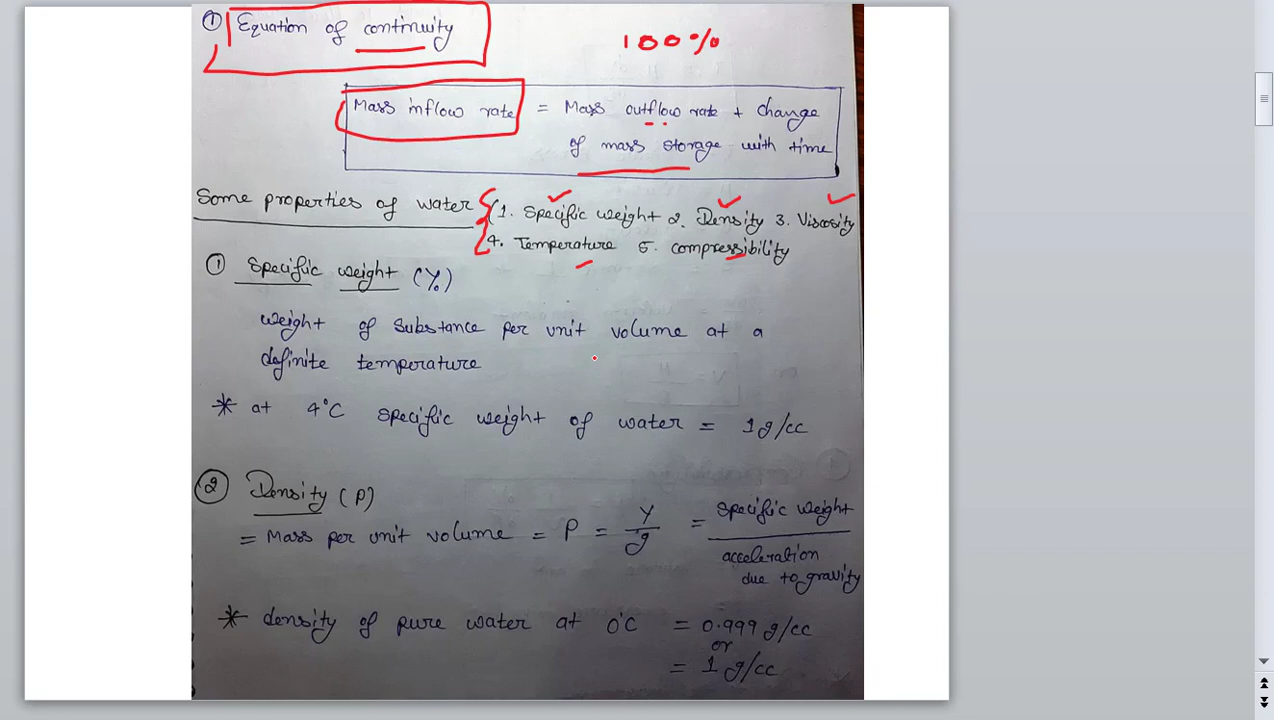 ① Equation of continuity
100%
Mass inflow rate = Mass outflow rate + change
of mass storage with time
Some properties of water (1. Specific weight 2. Density 3. Viscosity
4. Temperature 5. compressibility
① Specific weight (γ)
weight of substance per unit volume at a
definite temperature
* at 4°C specific weight of water = 1g/cc
② Density (ρ)
= Mass per unit volume = ρ = γ/g = specific weight / acceleration due to gravity
* density of pure water at 0°C = 0.999 g/cc
or
= 1 g/cc